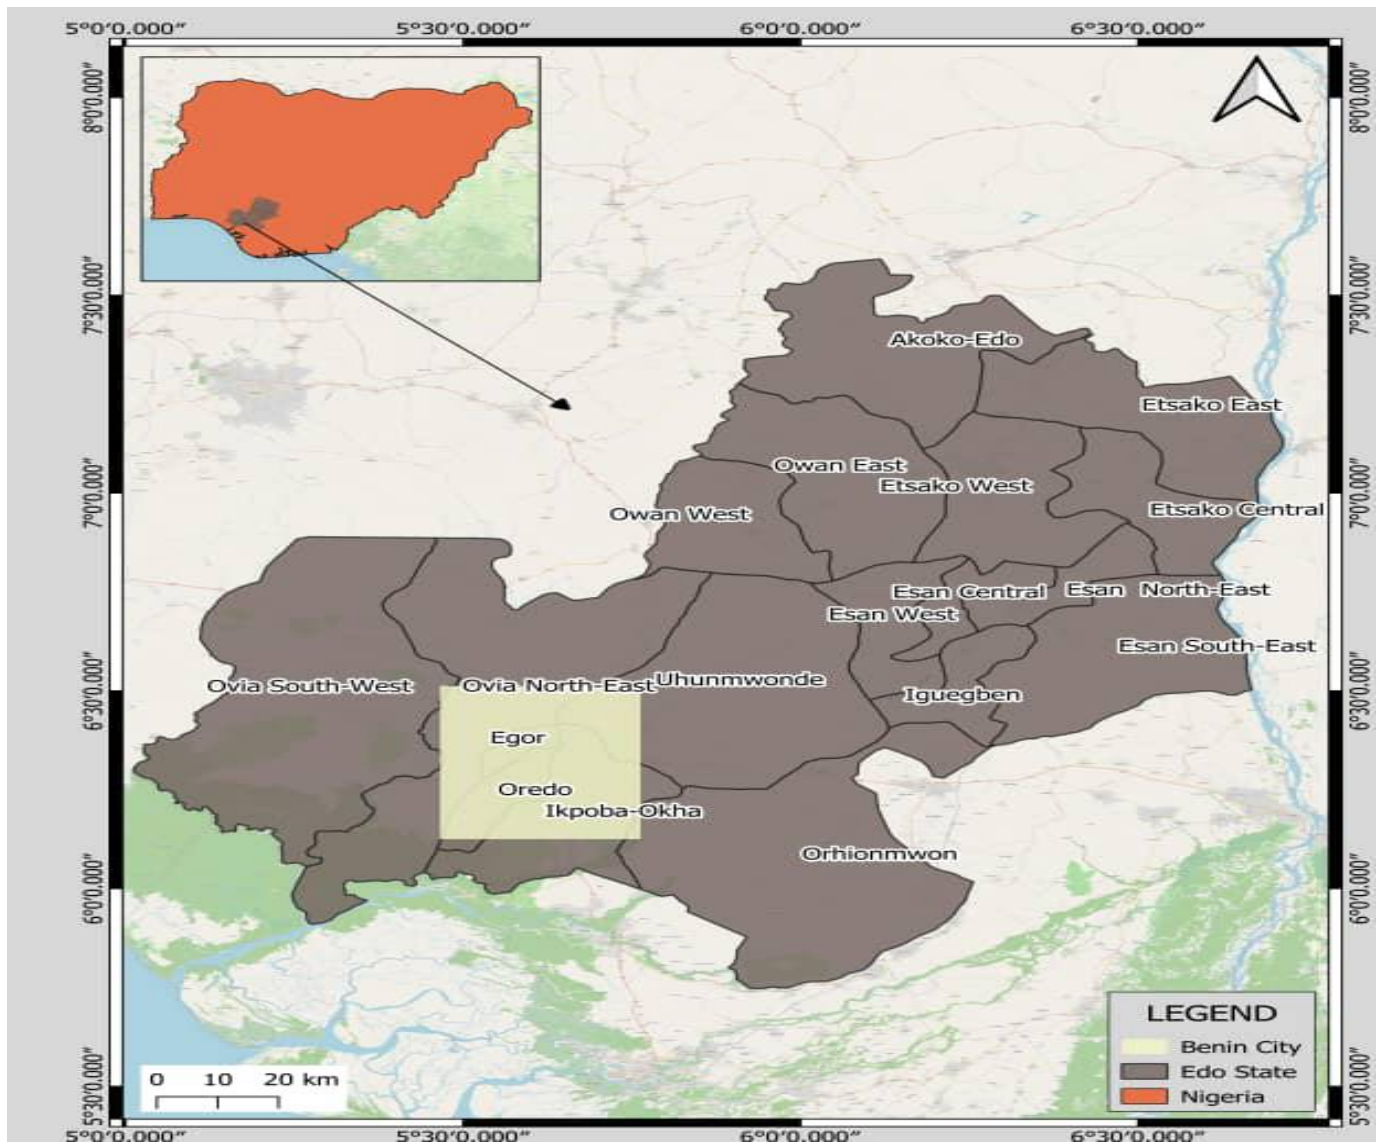 5°0'0.000″ 5°30'0.000″ 6°0'0.000″ 6°30'0.000″
8°0'0.000″ 8°0'0.000″
7°30'0.000″ 7°30'0.000″
Akoko-Edo
Etsako East
Owan East
Etsako West
7°0'0.000″ 7°0'0.000″
Owan West
Etsako Central
Esan Central
Esan North-East
Esan West
Esan South-East
Uhunmwonde
Ovia South-West
Ovia North-East
Iguegben
6°30'0.000″ 6°30'0.000″
Egor
Oredo
Ikpoba-Okha
Orhionmwon
6°0'0.000″ 6°0'0.000″
LEGEND
Benin City
Edo State
Nigeria
0 10 20 km
5°30'0.000″ 5°30'0.000″
5°0'0.000″ 5°30'0.000″ 6°0'0.000″ 6°30'0.000″